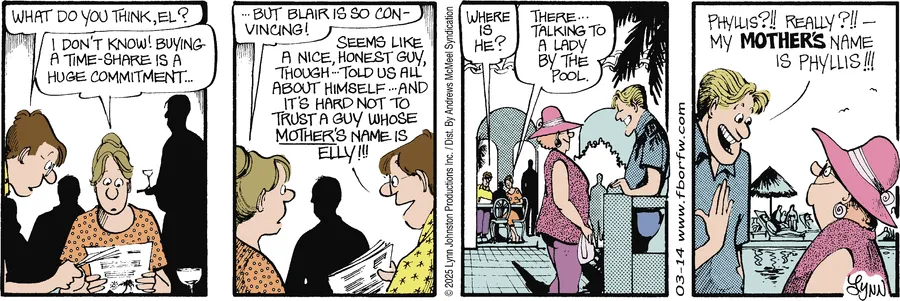 WHAT DO YOU THINK, EL?
I DON'T KNOW! BUYING
A TIME-SHARE IS A
HUGE COMMITMENT...
...BUT BLAIR IS SO CON-
VINCING!
SEEMS LIKE
A NICE, HONEST GUY,
THOUGH...TOLD US ALL
ABOUT HIMSELF...AND
IT'S HARD NOT TO
TRUST A GUY WHOSE
MOTHER'S NAME IS
ELLY!!!
©2025 Lynn Johnston Productions Inc. / Dist. By Andrews McMeel Syndication
WHERE
IS HE?
THERE...
TALKING TO
A LADY
BY THE
POOL.
03-14 www.fborfw.com
PHYLLIS?!! REALLY?!! –
MY MOTHER'S NAME
IS PHYLLIS!!!
LYNN